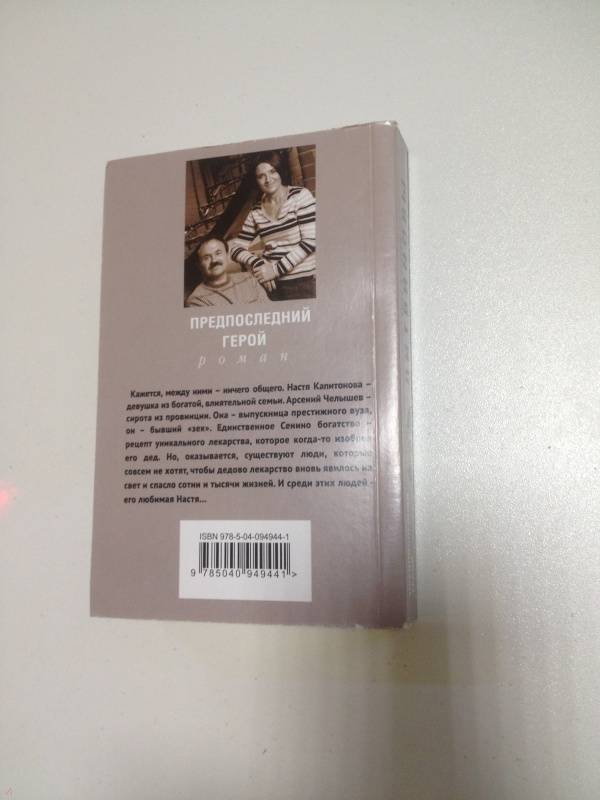 ПРЕДПОСЛЕДНИЙ
ГЕРОЙ
роман
Кажется, между ними – ничего общего. Настя Капитонова –
девушка из богатой, влиятельной семьи. Арсений Челышев –
сирота из провинции. Она – выпускница престижного вуза,
он – бывший «зек». Единственное Сенино богатство –
рецепт уникального лекарства, которое когда-то изобрел
его дед. Но, оказывается, существуют люди, которые
совсем не хотят, чтобы дедово лекарство вновь явилось на
свет и спасло сотни и тысячи жизней. И среди этих людей –
его любимая Настя...
ISBN 978-5-04-094944-1
9 785040 949441 >